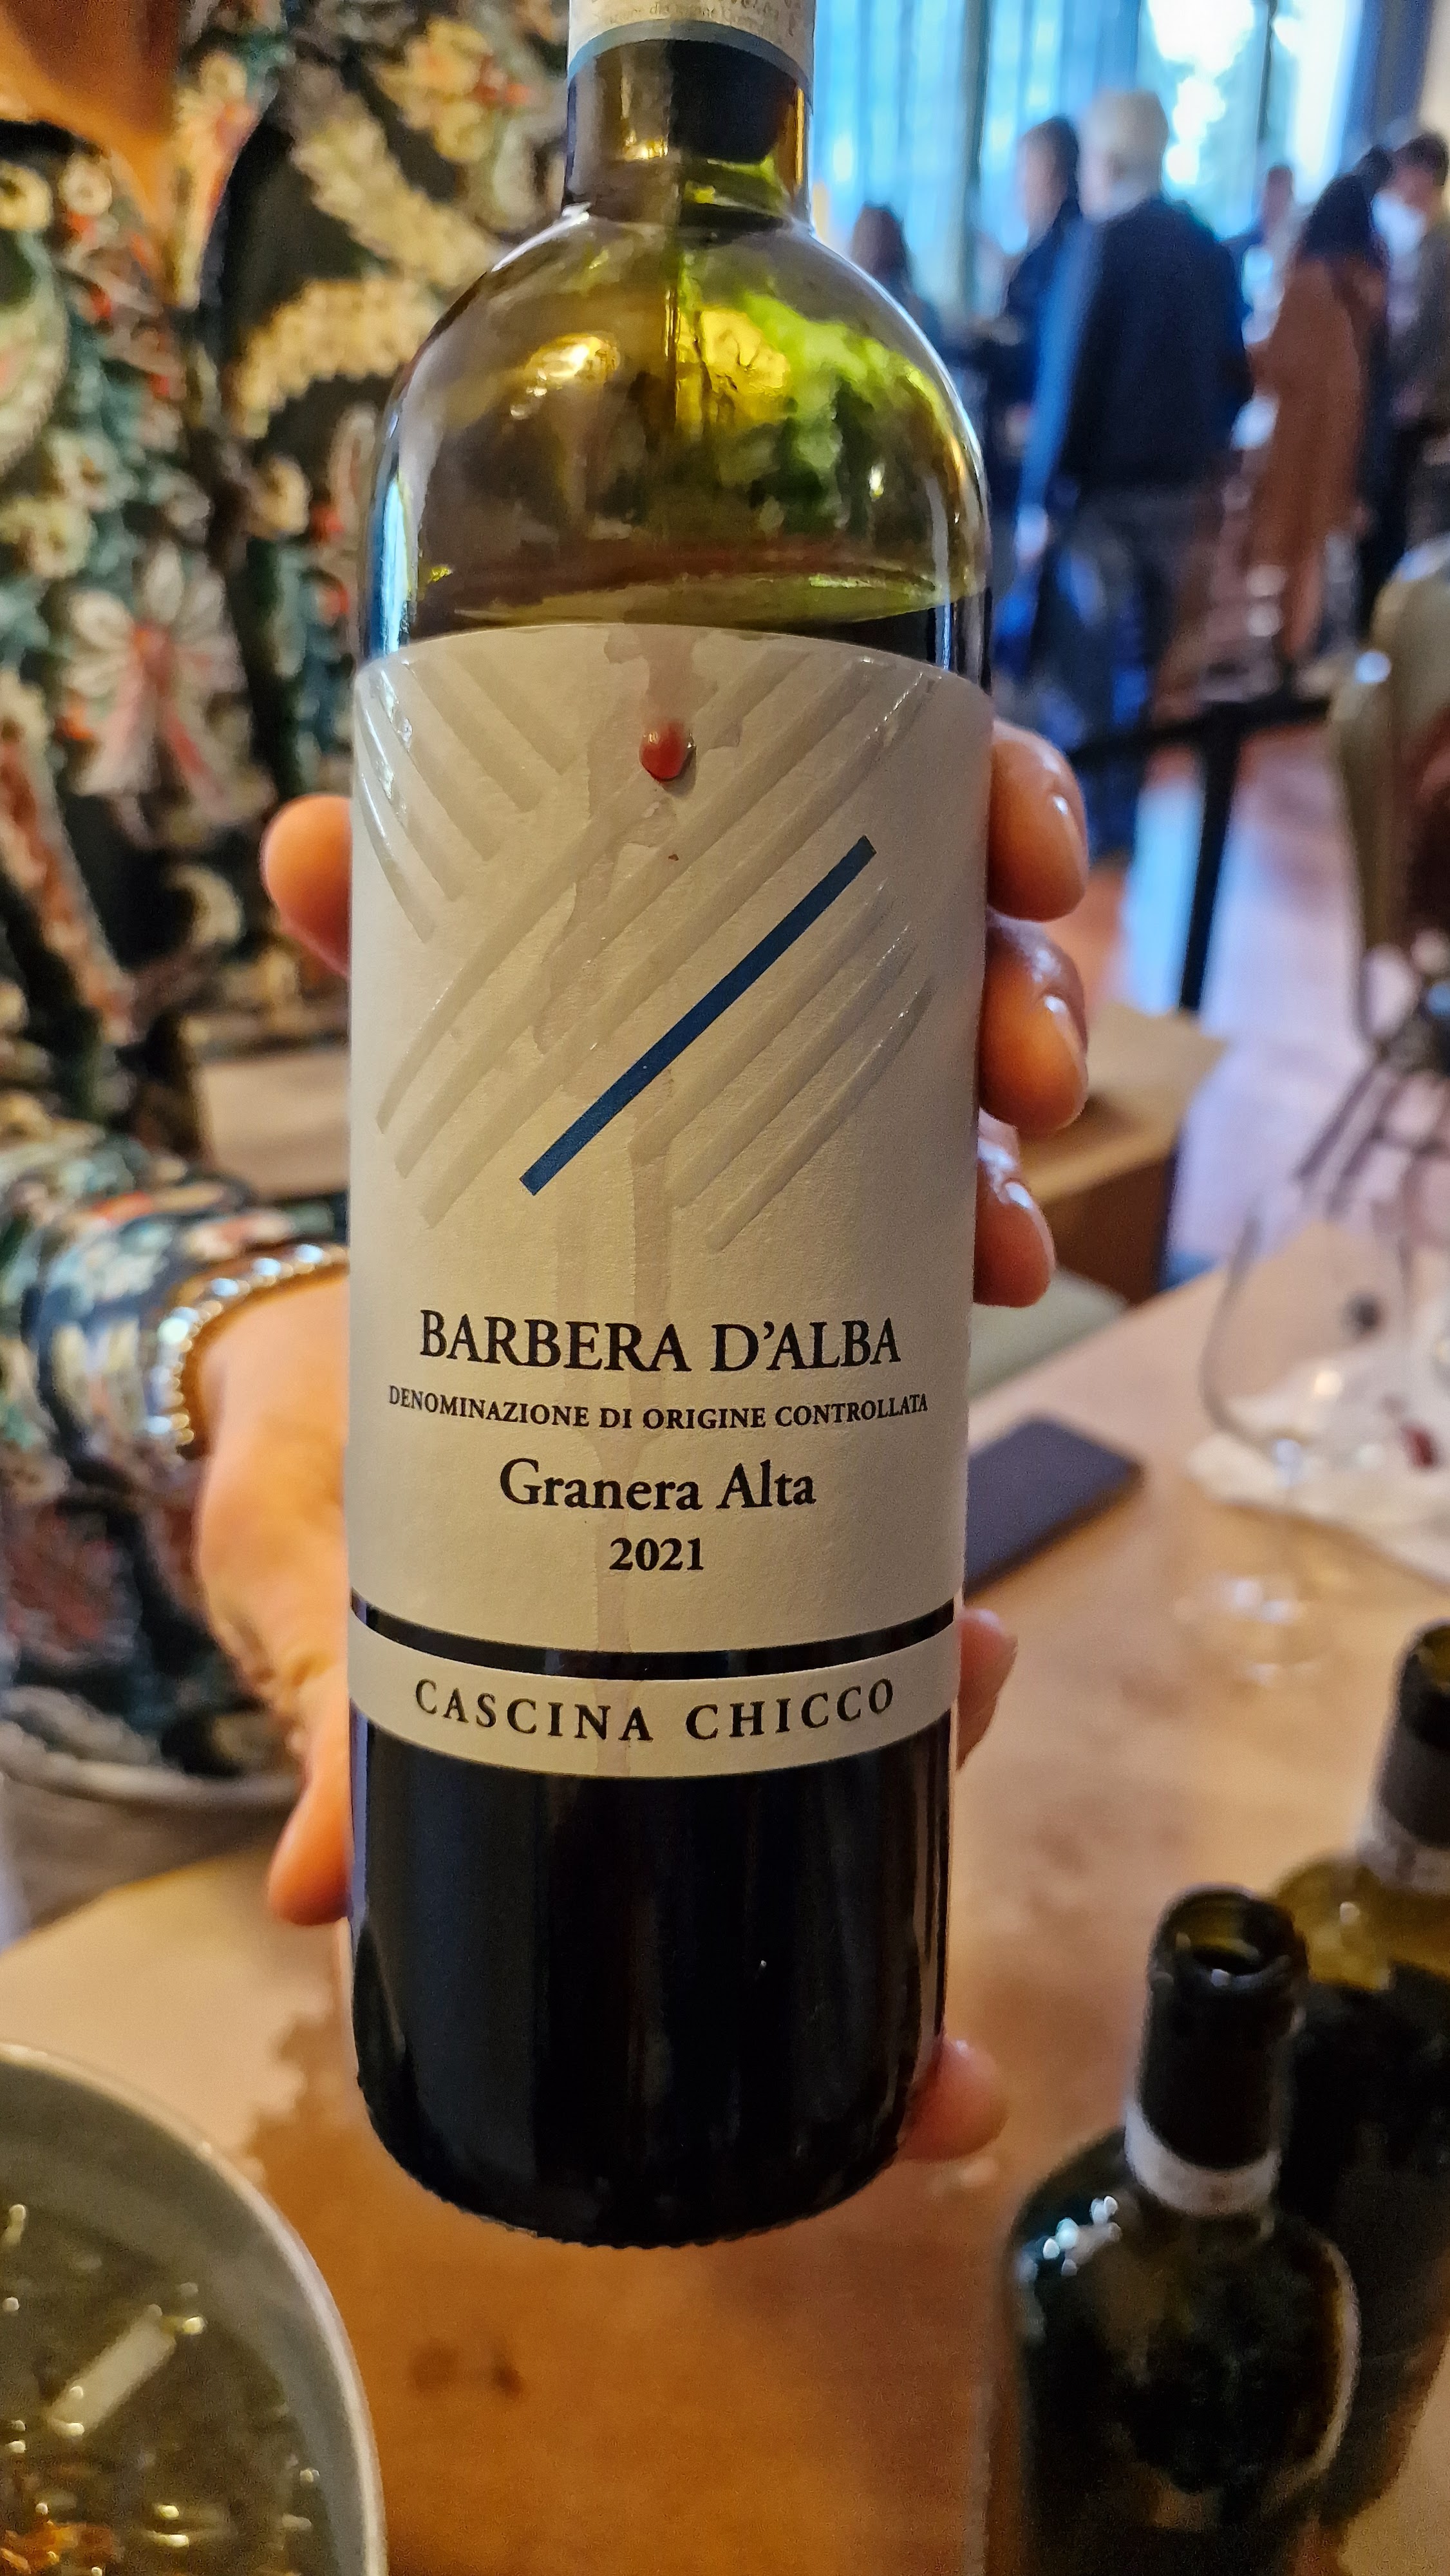 BARBERA D'ALBA
DENOMINAZIONE DI ORIGINE CONTROLLATA
Granera Alta
2021
CASCINA CHICCO